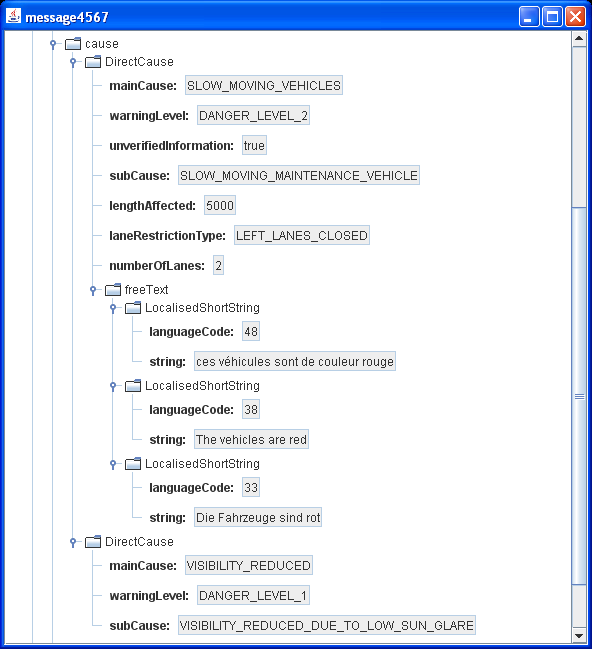 message4567
cause
DirectCause
mainCause: SLOW_MOVING_VEHICLES
warningLevel: DANGER_LEVEL_2
unverifiedInformation: true
subCause: SLOW_MOVING_MAINTENANCE_VEHICLE
lengthAffected: 5000
laneRestrictionType: LEFT_LANES_CLOSED
numberOfLanes: 2
freeText
LocalisedShortString
languageCode: 48
string: ces véhicules sont de couleur rouge
LocalisedShortString
languageCode: 38
string: The vehicles are red
LocalisedShortString
languageCode: 33
string: Die Fahrzeuge sind rot
DirectCause
mainCause: VISIBILITY_REDUCED
warningLevel: DANGER_LEVEL_1
subCause: VISIBILITY_REDUCED_DUE_TO_LOW_SUN_GLARE